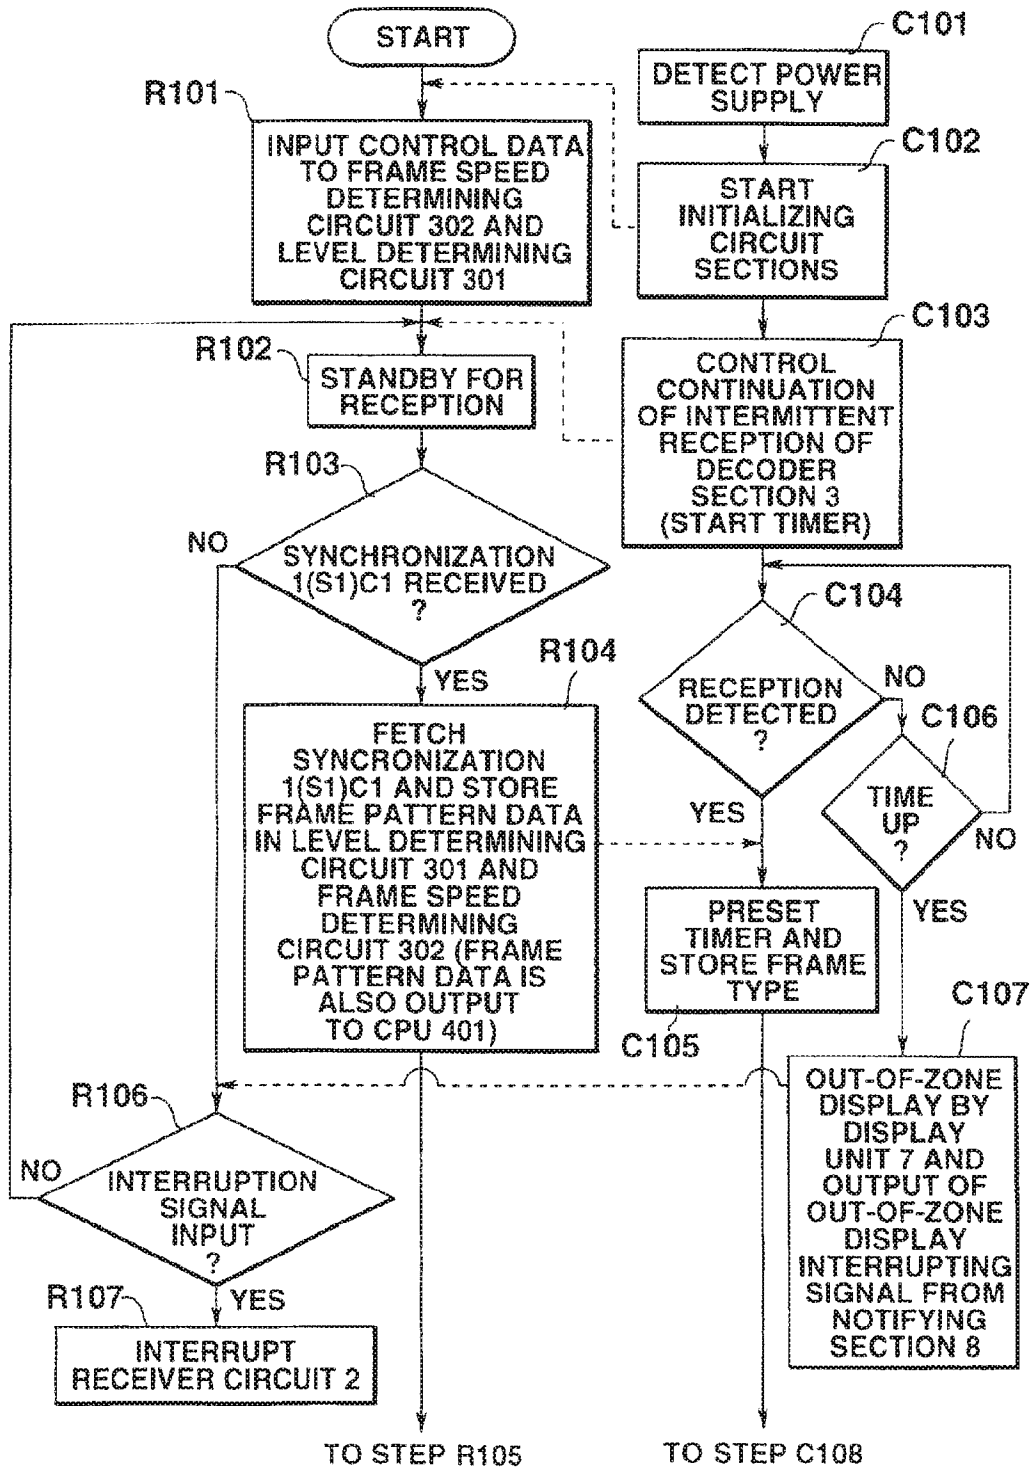 START
R101
INPUT CONTROL DATA
TO FRAME SPEED
DETERMINING
CIRCUIT 302 AND
LEVEL DETERMINING
CIRCUIT 301
R102
STANDBY FOR
RECEPTION
R103
NO
SYNCHRONIZATION
1(S1)C1 RECEIVED
?
YES
R104
FETCH
SYNCRONIZATION
1(S1)C1 AND STORE
FRAME PATTERN DATA
IN LEVEL DETERMINING
CIRCUIT 301 AND
FRAME SPEED
DETERMINING
CIRCUIT 302 (FRAME
PATTERN DATA IS
ALSO OUTPUT
TO CPU 401)
R106
NO
INTERRUPTION
SIGNAL
INPUT
?
YES
R107
INTERRUPT
RECEIVER CIRCUIT 2
TO STEP R105
C101
DETECT POWER
SUPPLY
C102
START
INITIALIZING
CIRCUIT
SECTIONS
C103
CONTROL
CONTINUATION
OF INTERMITTENT
RECEPTION OF
DECODER
SECTION 3
(START TIMER)
C104
RECEPTION
DETECTED
?
NO
YES
C106
TIME
UP
?
NO
YES
PRESET
TIMER AND
STORE FRAME
TYPE
C105
C107
OUT-OF-ZONE
DISPLAY BY
DISPLAY
UNIT 7 AND
OUTPUT OF
OUT-OF-ZONE
DISPLAY
INTERRUPTING
SIGNAL FROM
NOTIFYING
SECTION 8
TO STEP C108